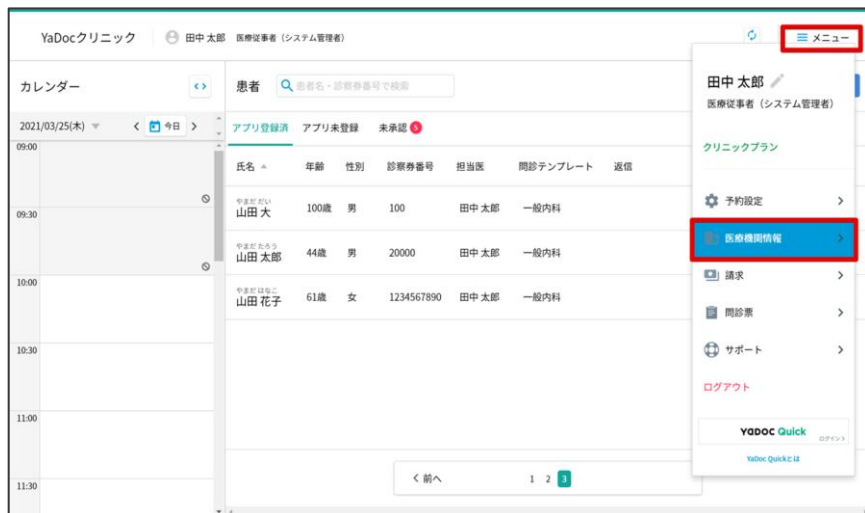 YaDocクリニック 田中 太郎 医療従事者（システム管理者） メニュー
カレンダー
2021/03/25(木) 今日
09:00
09:30
10:00
10:30
11:00
11:30
患者 患者名・診察券番号で検索
アプリ登録済 アプリ未登録 未承認 5
氏名 年齢 性別 診察券番号 担当医 問診テンプレート 返信
やまだ だい
山田 大 100歳 男 100 田中 太郎 一般内科
やまだ たろう
山田 太郎 44歳 男 20000 田中 太郎 一般内科
やまだ はなこ
山田 花子 61歳 女 1234567890 田中 太郎 一般内科
前へ 1 2 3
田中 太郎
医療従事者（システム管理者）
クリニックプラン
予約設定
医療機関情報
請求
問診票
サポート
ログアウト
YaDOC Quick ログイン
YaDoc Quickとは